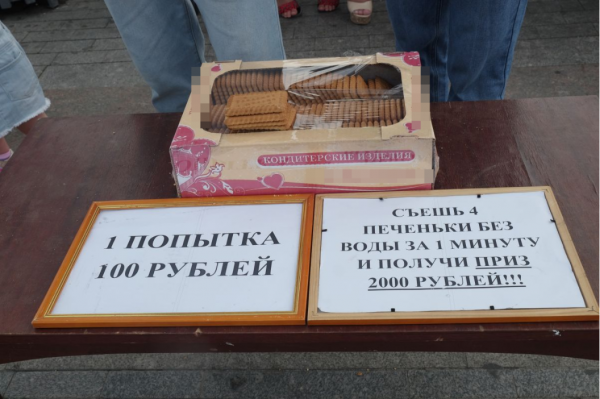 КОНДИТЕРСКИЕ ИЗДЕЛИЯ
1 ПОПЫТКА
100 РУБЛЕЙ
СЪЕШЬ 4
ПЕЧЕНЬКИ БЕЗ
ВОДЫ ЗА 1 МИНУТУ
И ПОЛУЧИ ПРИЗ
2000 РУБЛЕЙ!!!